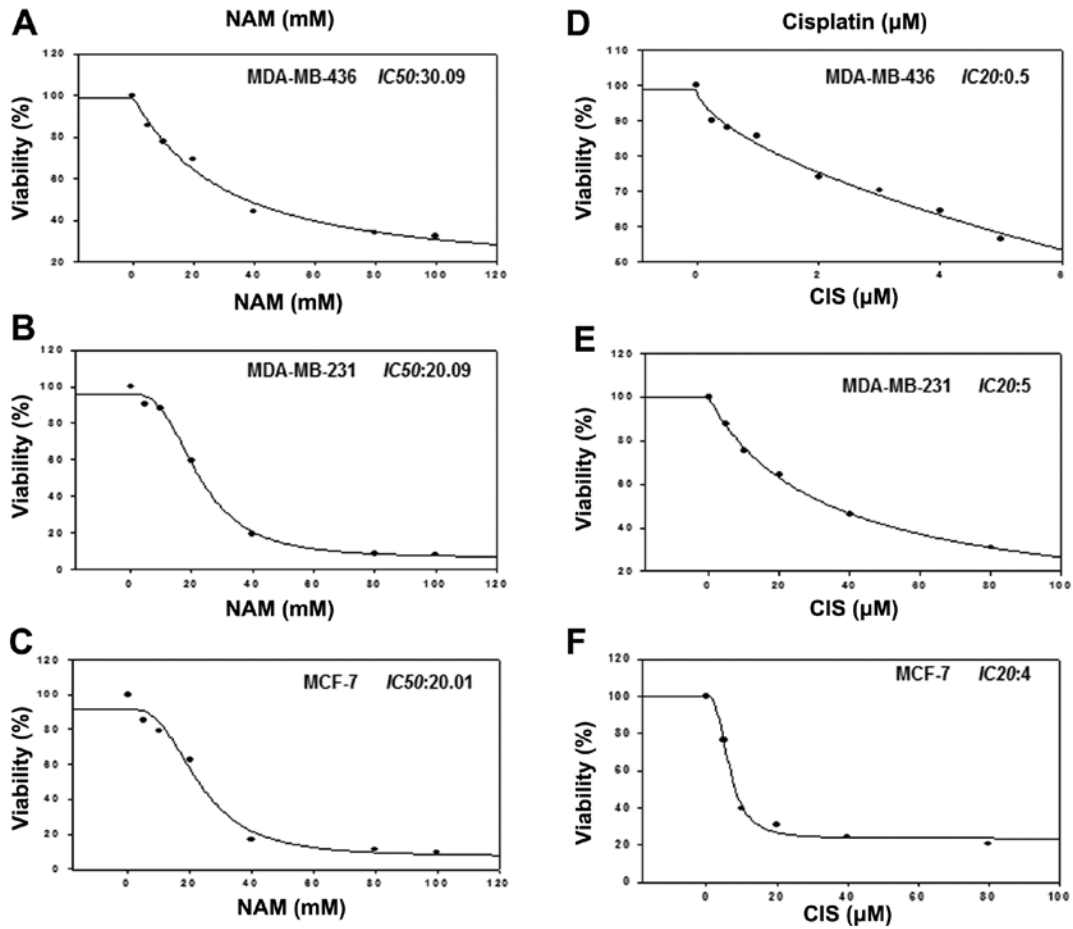 A
NAM (mM)
MDA-MB-436 IC50:30.09
Viability (%)
120
100
80
60
40
20
0 20 40 60 80 100 120
NAM (mM)
B
MDA-MB-231 IC50:20.09
Viability (%)
120
100
80
60
40
20
0
0 20 40 60 80 100 120
NAM (mM)
C
MCF-7 IC50:20.01
Viability (%)
120
100
80
60
40
20
0
0 20 40 60 80 100 120
NAM (mM)
D
Cisplatin (µM)
MDA-MB-436 IC20:0.5
Viability (%)
110
100
90
80
70
60
50
0 2 4 6
CIS (µM)
E
MDA-MB-231 IC20:5
Viability (%)
120
100
80
60
40
20
0 20 40 60 80 100
CIS (µM)
F
MCF-7 IC20:4
Viability (%)
120
100
80
60
40
20
0
0 20 40 60 80 100
CIS (µM)